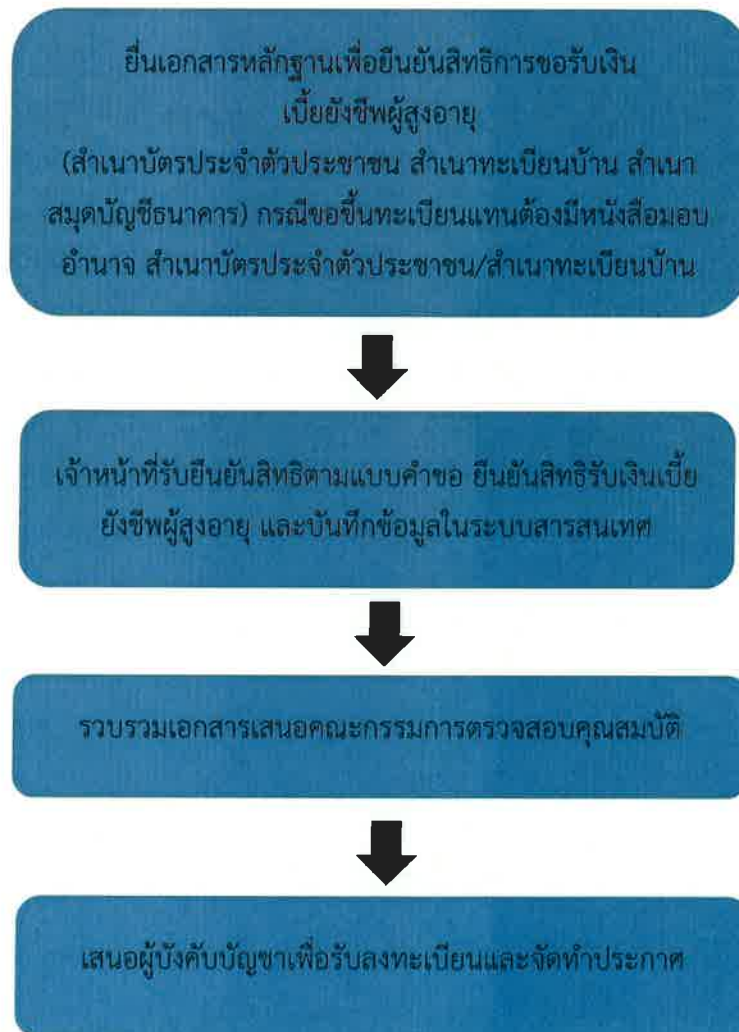 ยื่นเอกสารหลักฐานเพื่อยืนยันสิทธิการขอรับเงิน
เบี้ยยังชีพผู้สูงอายุ
(สำเนาบัตรประจำตัวประชาชน สำเนาทะเบียนบ้าน สำเนา
สมุดบัญชีธนาคาร) กรณีขอขึ้นทะเบียนแทนต้องมีหนังสือมอบ
อำนาจ สำเนาบัตรประจำตัวประชาชน/สำเนาทะเบียนบ้าน
เจ้าหน้าที่รับยืนยันสิทธิตามแบบคำขอ ยืนยันสิทธิรับเงินเบี้ย
ยังชีพผู้สูงอายุ และบันทึกข้อมูลในระบบสารสนเทศ
รวบรวมเอกสารเสนอคณะกรรมการตรวจสอบคุณสมบัติ
เสนอผู้บังคับบัญชาเพื่อรับลงทะเบียนและจัดทำประกาศ